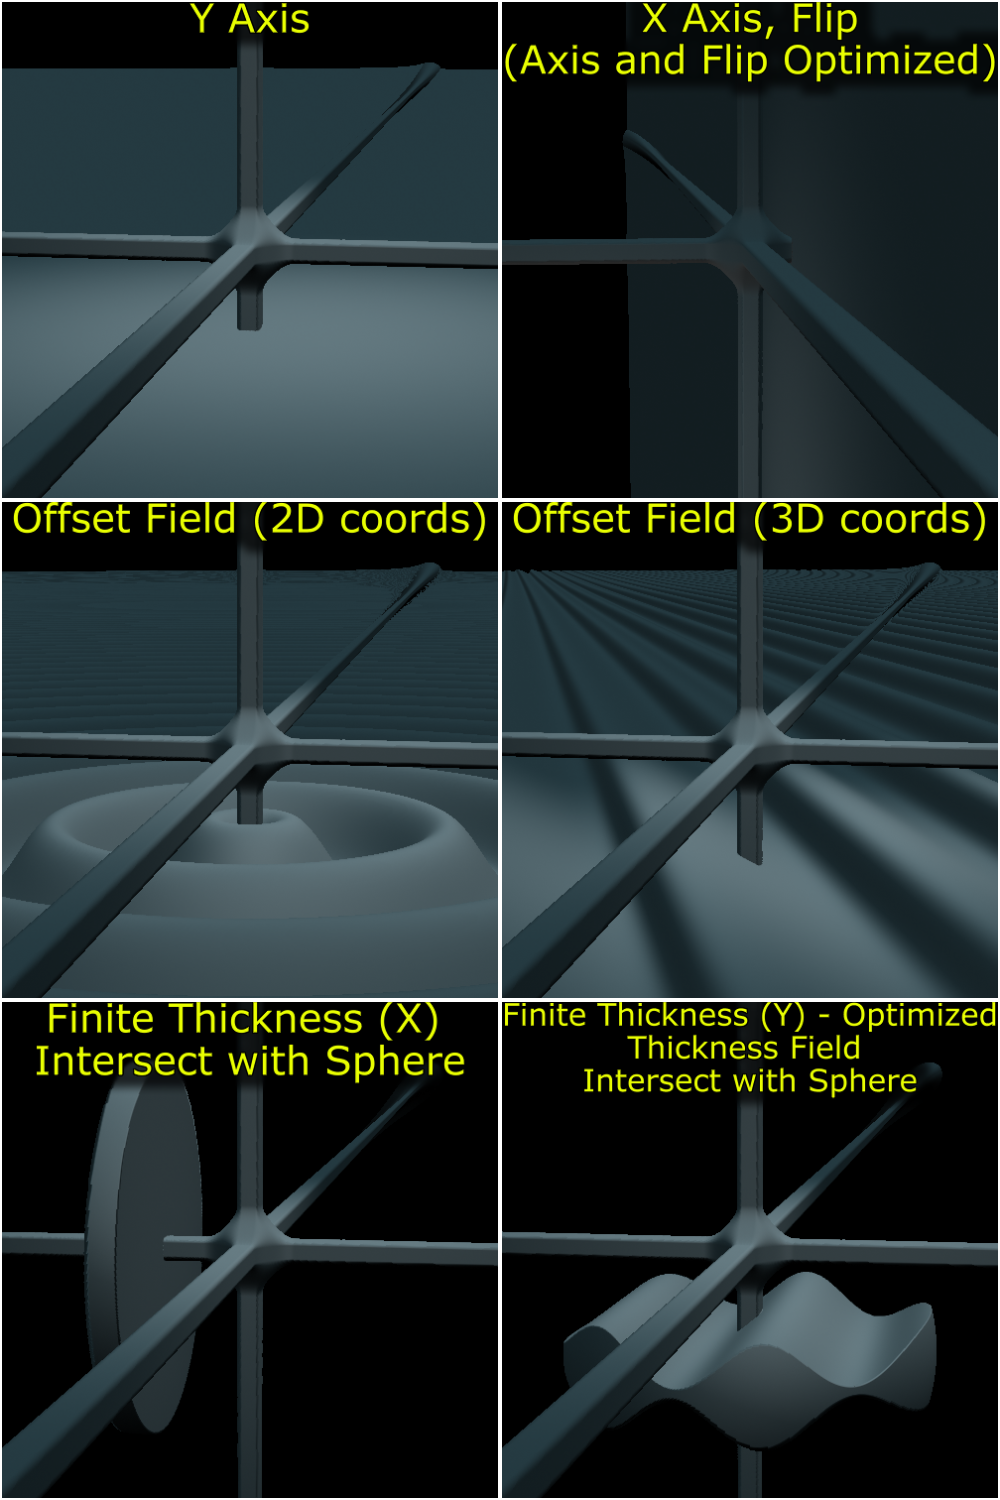 Y Axis
X Axis, Flip
(Axis and Flip Optimized)
Offset Field (2D coords)
Offset Field (3D coords)
Finite Thickness (X)
Intersect with Sphere
Finite Thickness (Y) - Optimized
Thickness Field
Intersect with Sphere